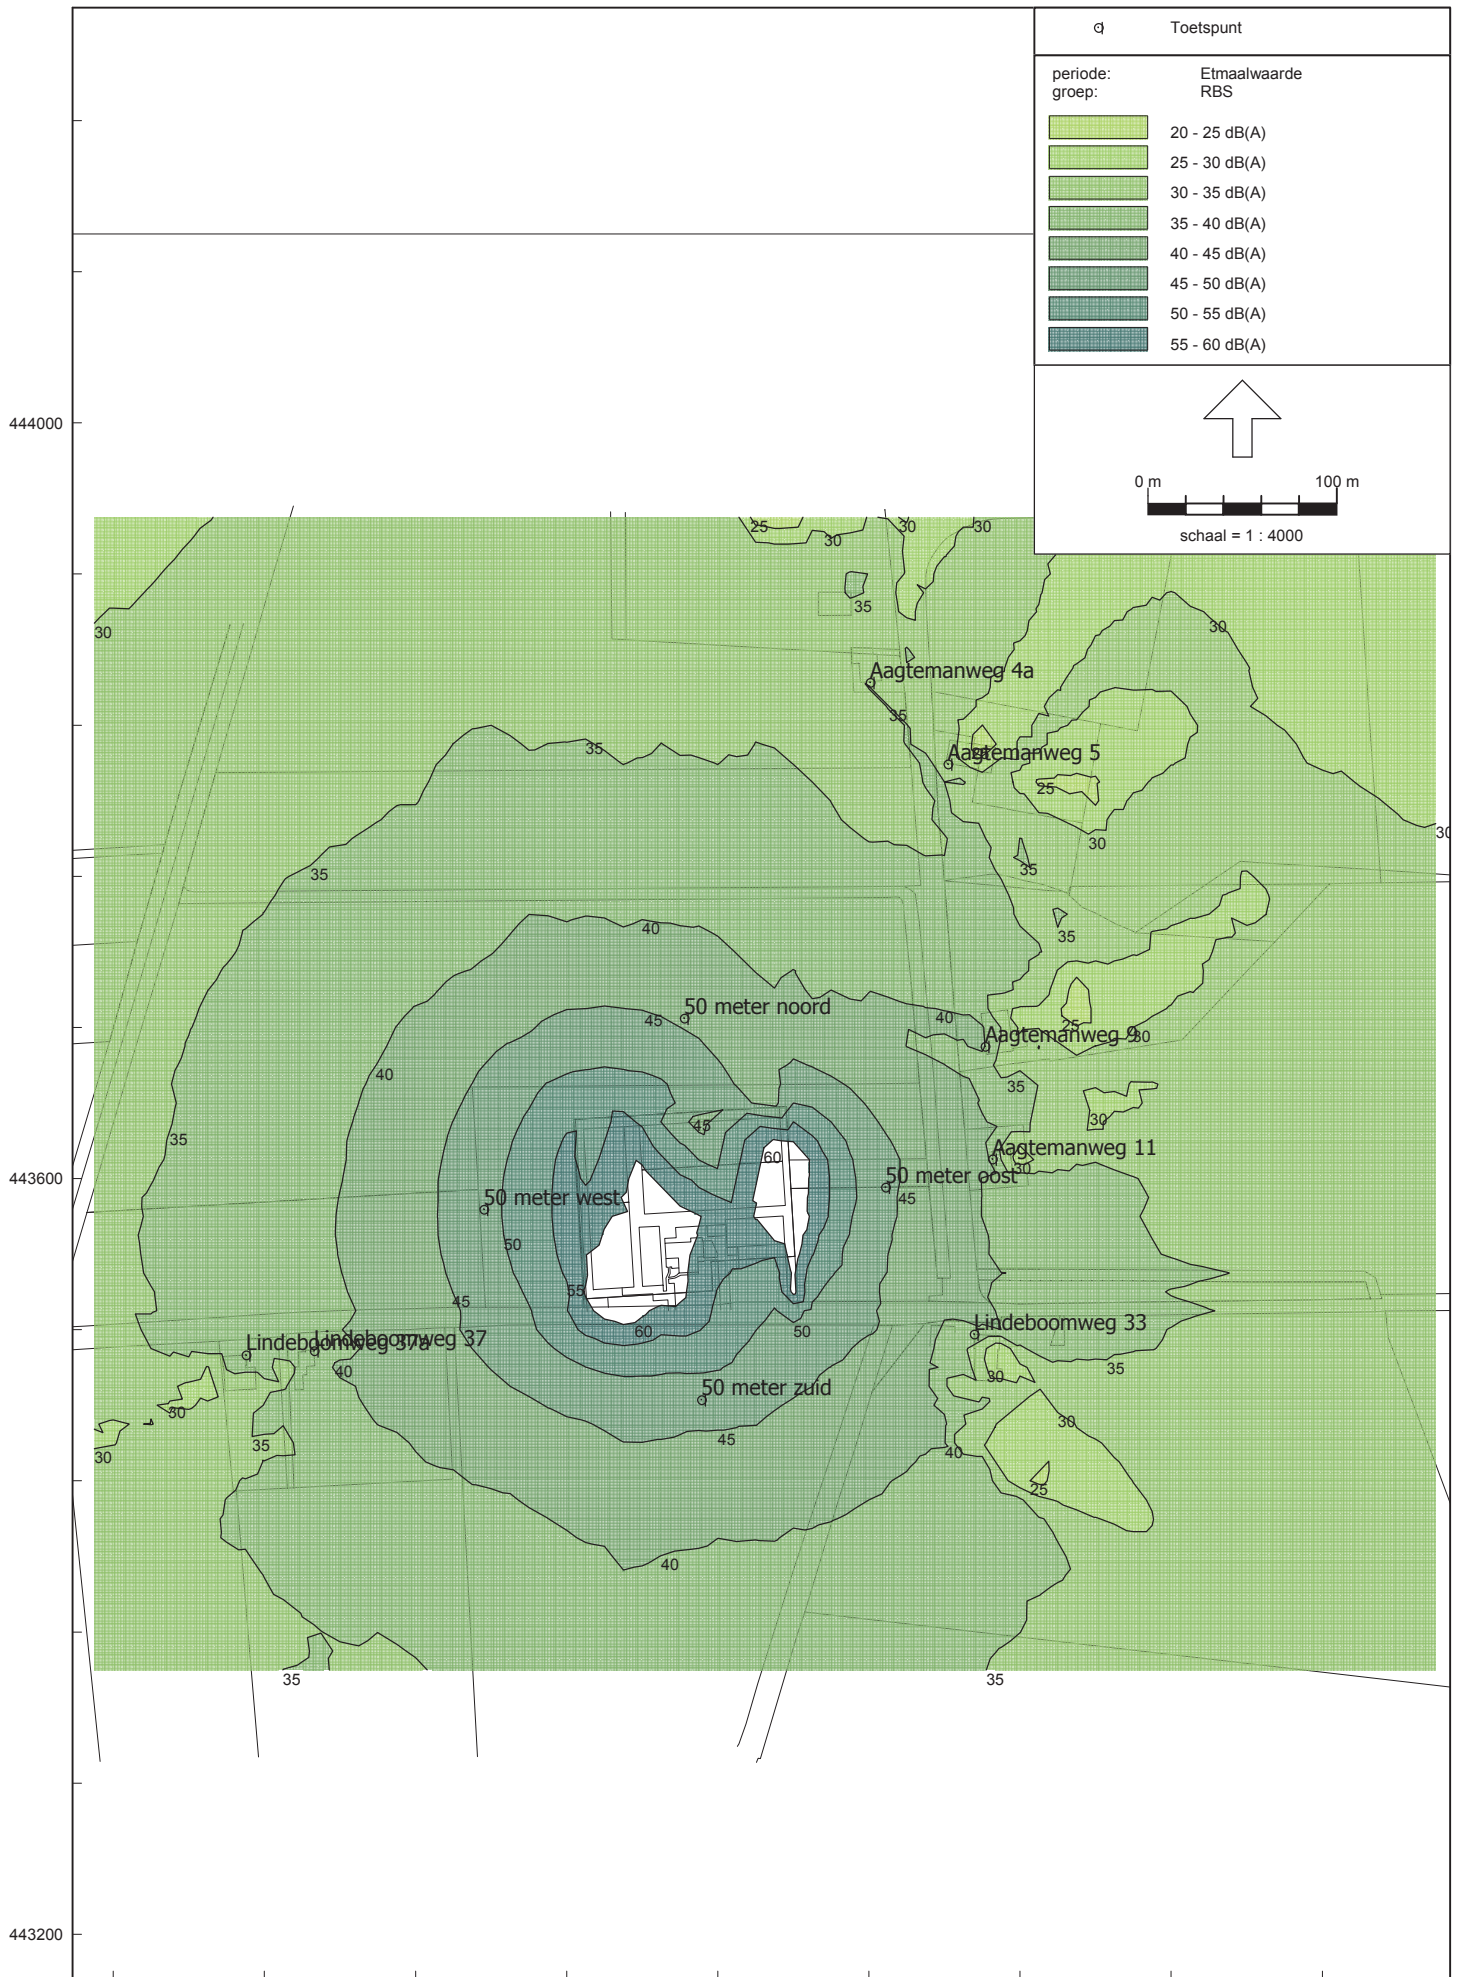 Toetspunt
periode: Etmaalwaarde
groep: RBS
20 - 25 dB(A)
25 - 30 dB(A)
30 - 35 dB(A)
35 - 40 dB(A)
40 - 45 dB(A)
45 - 50 dB(A)
50 - 55 dB(A)
55 - 60 dB(A)
444000
0 m 100 m
schaal = 1 : 4000
25 30 30 30
35
30 30
Aagtemanweg 4a
35
35
Aagtemanweg 5
25
30
30
35 35
40 35
50 meter noord
45 40
25
Aagtemanweg 9 30
40 35
30
45
35 Aagtemanweg 11
60 30
443600
50 meter oost
50 meter west 45
50
55
45
60 50
Lindeboomweg 33
Lindeboomweg 37a Lindeboomweg 37
40 35
30
50 meter zuid
30 30
35 45 40
30
25
40
35 35
443200